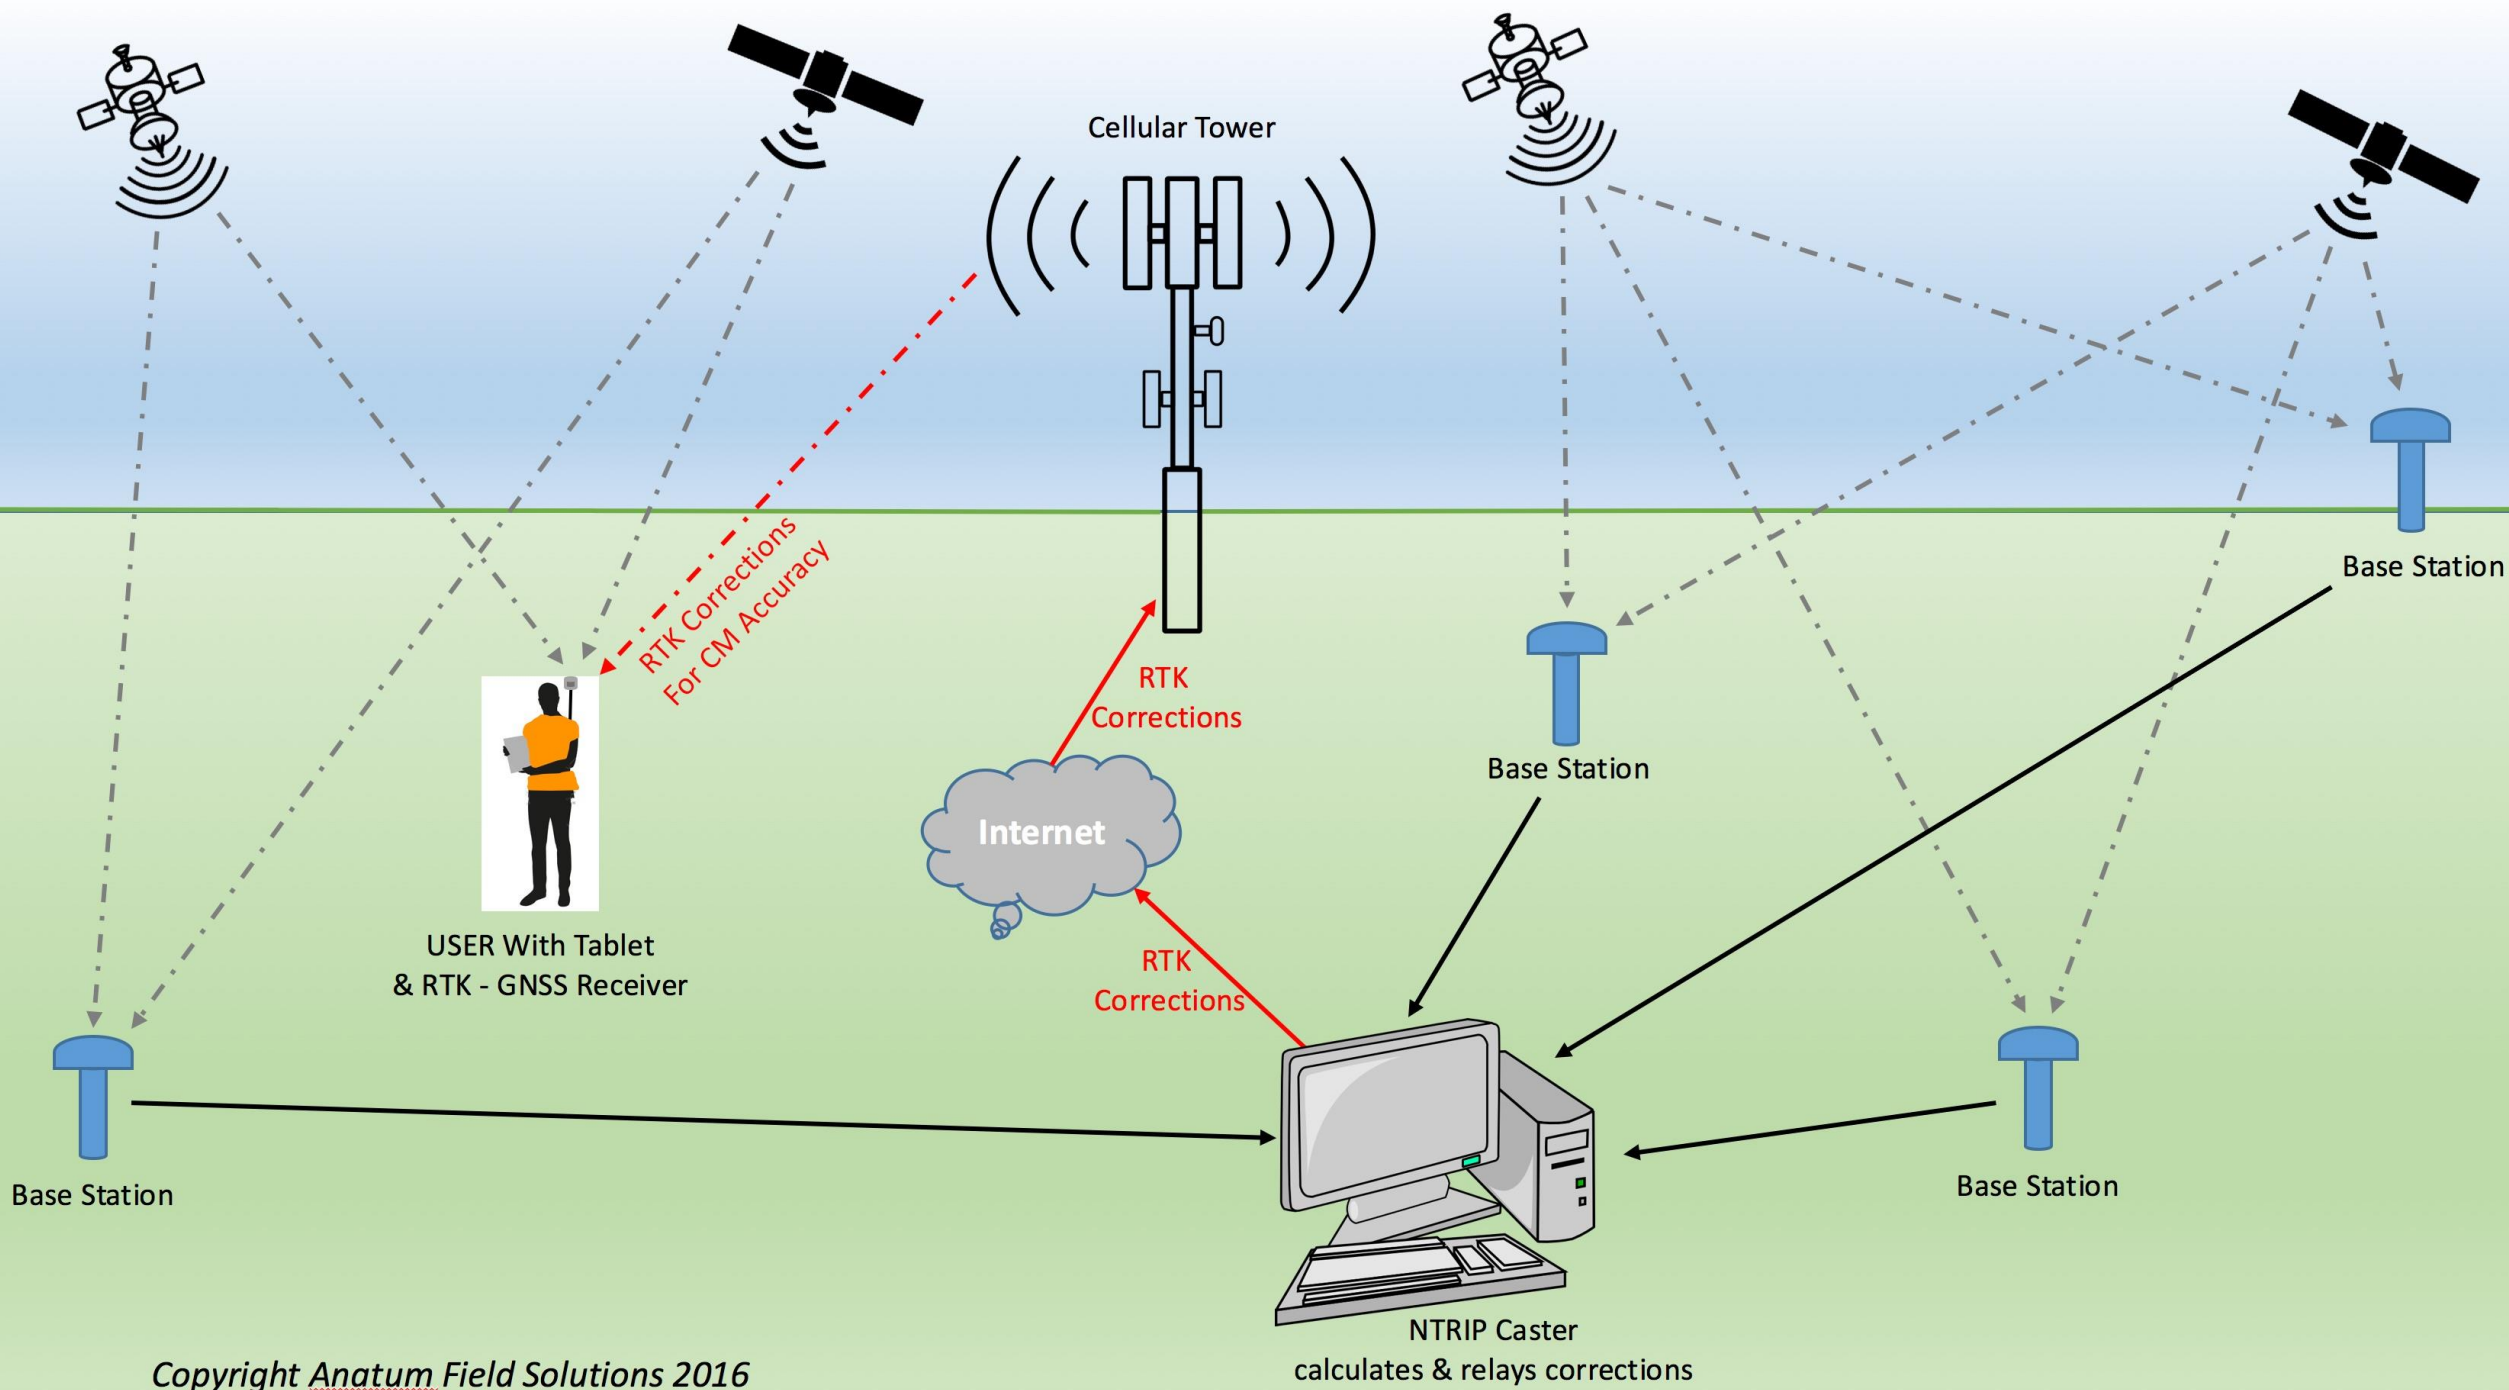 Cellular Tower
Base Station
RTK Corrections
For CM Accuracy
RTK
Corrections
Base Station
Internet
USER With Tablet
& RTK - GNSS Receiver
RTK
Corrections
Base Station
Base Station
NTRIP Caster
calculates & relays corrections
Copyright Anatum Field Solutions 2016